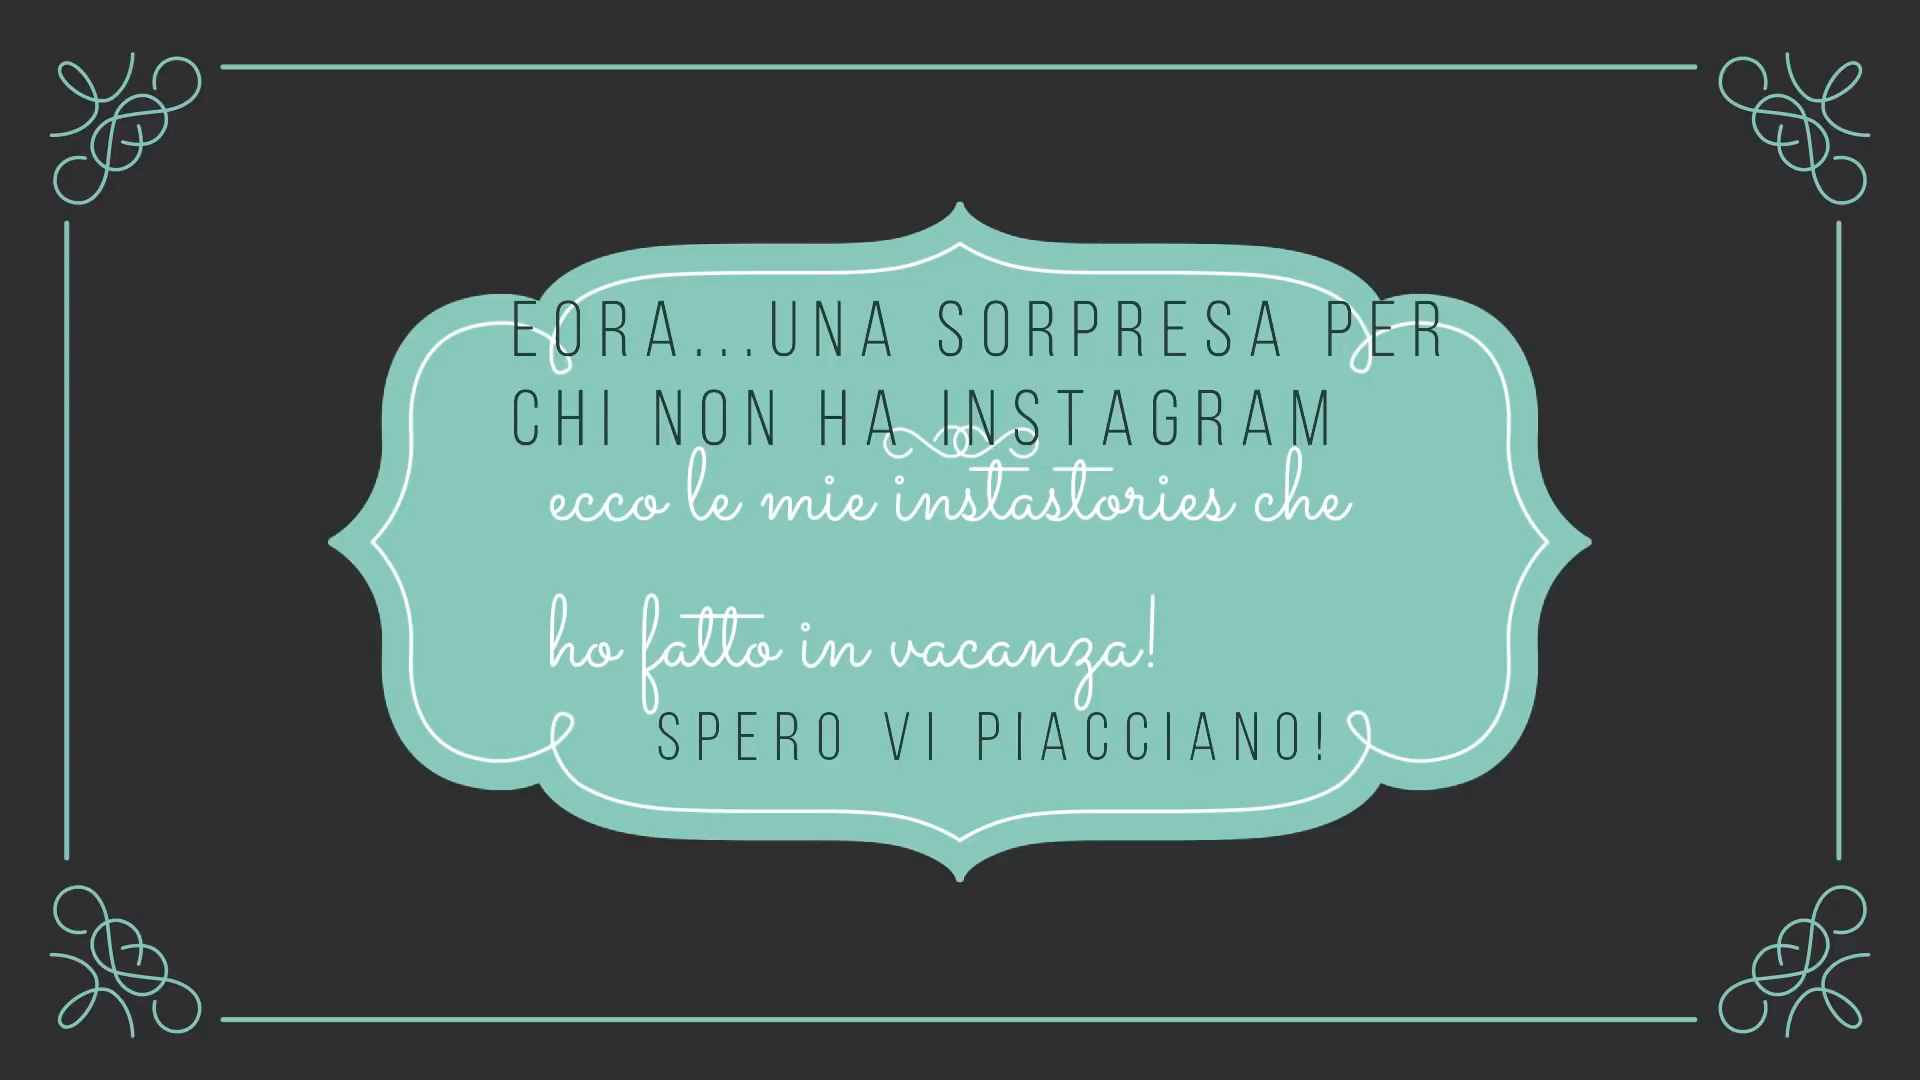 EORA...UNA SORPRESA PER
CHI NON HA INSTAGRAM
ecco le mie instastories che
ho fatto in vacanza!
SPERO VI PIACCIANO!